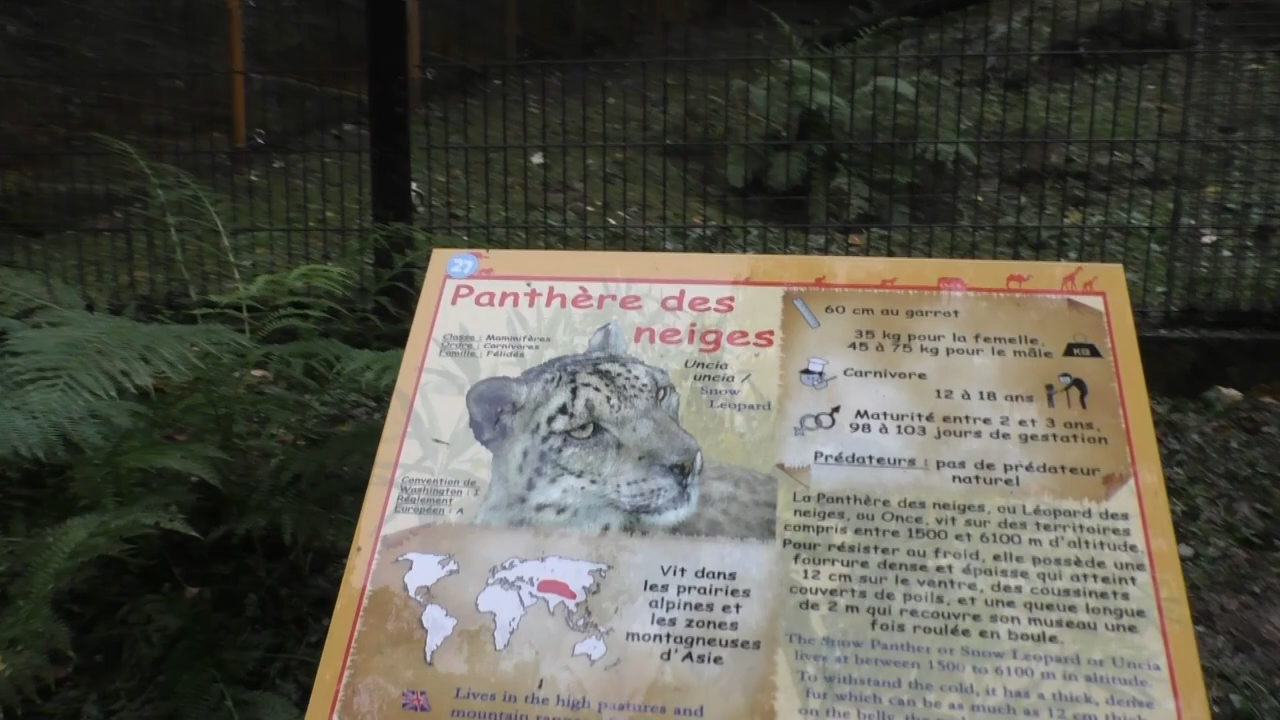 27
Panthère des
neiges
Classe : Mammifères
Ordre : Carnivores
Famille : Félidés
Uncia
uncia /
Snow
Leopard
Convention de
Washington : I
Règlement
Européen : A
Vit dans
les prairies
alpines et
les zones
montagneuses
d'Asie
Lives in the high pastures and
mountain
60 cm au garrot
35 kg pour la femelle,
45 à 75 kg pour le mâle
KG
Carnivore
12 à 18 ans
Maturité entre 2 et 3 ans,
98 à 103 jours de gestation
Prédateurs : pas de prédateur
naturel
La Panthère des neiges, ou Léopard des
neiges, ou Once, vit sur des territoires
compris entre 1500 et 6100 m d'altitude.
Pour résister au froid, elle possède une
fourrure dense et épaisse qui atteint
12 cm sur le ventre, des coussinets
couverts de poils, et une queue longue
de 2 m qui recouvre son museau une
fois roulée en boule.
The Snow Panther or Snow Leopard or Uncia
lives at between 1500 to 6100 m in altitude.
To withstand the cold, it has a thick, dense
fur which can be as much as 12 cm thick
on the belly, the